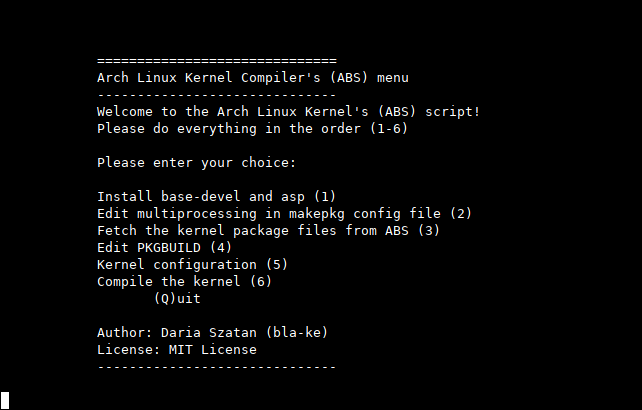 ==============================
Arch Linux Kernel Compiler's (ABS) menu
------------------------------
Welcome to the Arch Linux Kernel's (ABS) script!
Please do everything in the order (1-6)
Please enter your choice:
Install base-devel and asp (1)
Edit multiprocessing in makepkg config file (2)
Fetch the kernel package files from ABS (3)
Edit PKGBUILD (4)
Kernel configuration (5)
Compile the kernel (6)
(Q)uit
Author: Daria Szatan (bla-ke)
License: MIT License
------------------------------